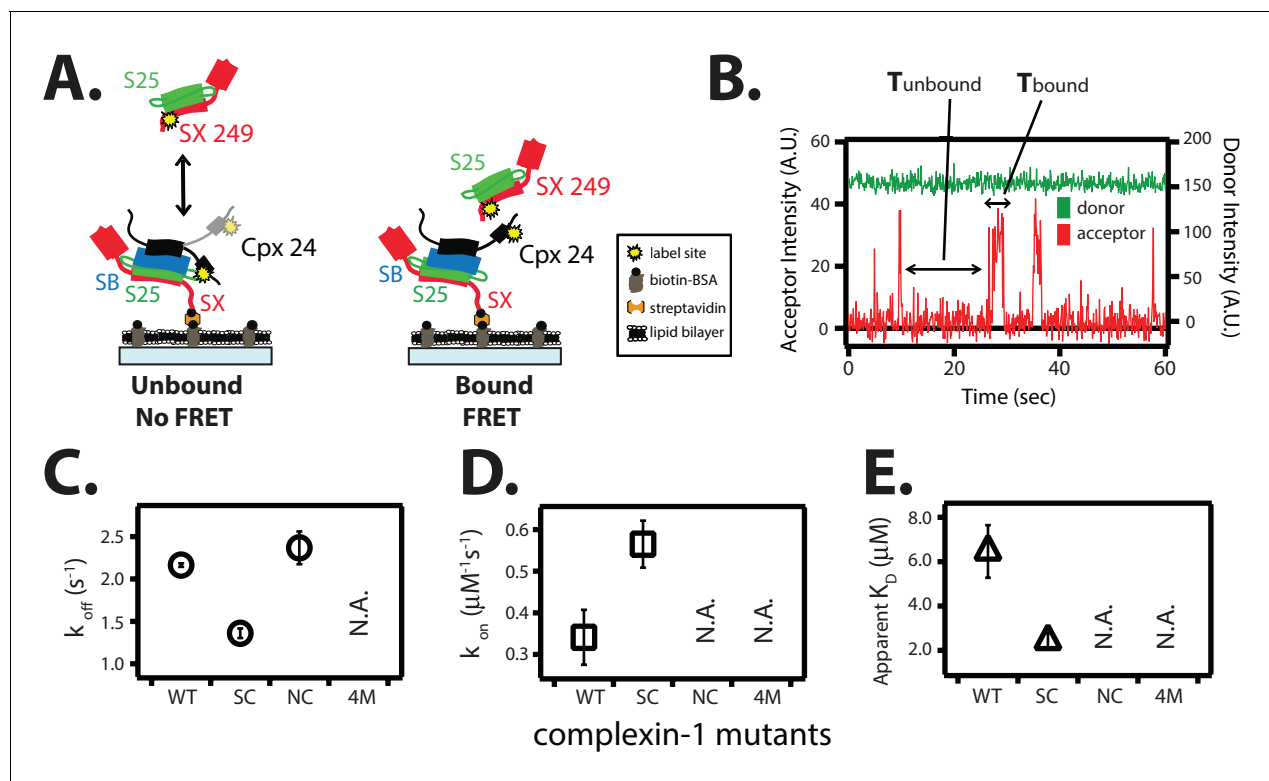 A.
S25
SX 249
Cpx 24
SB
S25
SX
Unbound
No FRET
S25
SX 249
Cpx 24
SB
S25
SX
Bound
FRET
label site
biotin-BSA
streptavidin
lipid bilayer
B.
Tunbound
Tbound
Acceptor Intensity (A.U.)
60
40
20
0
donor
acceptor
200
150
100
50
0
Donor Intensity (A.U.)
0 20 40 60
Time (sec)
C.
k off (s-1)
2.5
2.0
1.5
1.0
N.A.
WT SC NC 4M
D.
k on (μM-1s-1)
0.6
0.5
0.4
0.3
N.A.
N.A.
WT SC NC 4M
E.
Apparent KD (μM)
8.0
6.0
4.0
2.0
N.A.
N.A.
WT SC NC 4M
complexin-1 mutants